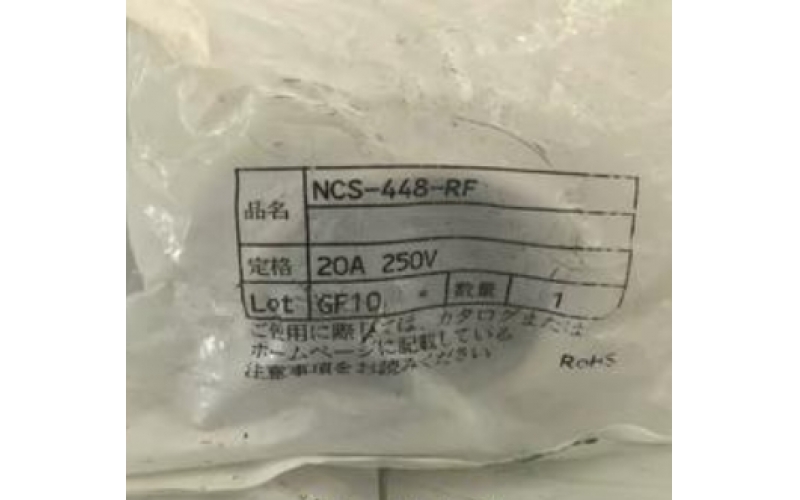 品名 NCS-448-RF
定格 20A 250V
Lot GF10 数量 1
ご使用に際しては、カタログまたは
ホームページに記載している
注意事項をお読みください
RoHS